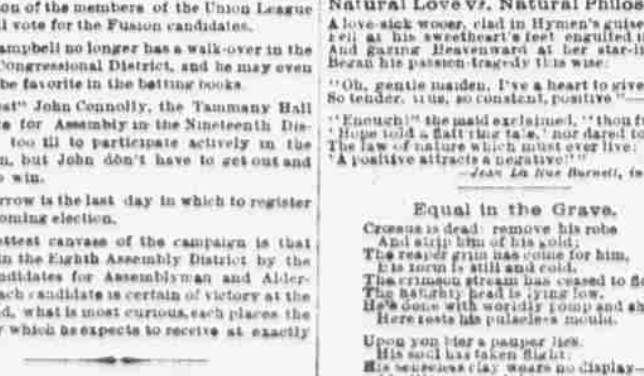 on of the members of the Union League
l vote for the Fusion candidates.
ampbell no longer has a walk-over in the
Congressional District, and he may even
be favorite in the betting books.
" John Connolly, the Tammany Hall
for Assembly in the Nineteenth Dis-
too ill to participate actively in the
n, but John don't have to get out and
win.
rrow is the last day in which to register
oming election.
ttest canvass of the campaign is that
in the Eighth Assembly District by the
ndidates for Assemblyman and Alder-
ach candidate is certain of victory at the
d, what is most curious, each places the
y which he expects to receive at exactly
Natural Love vs. Natural Philos
A love-sick wooer, clad in Hymen's guise
Fell at his sweetheart's feet engulfed i
And gazing Heavenward at her star-li
Began his passion-tragedy this wise:
"Oh, gentle maiden, I've a heart to give
So tender, true, so constant, positive"
"Enough!" the maid exclaimed, "thou f
'Hope told a flatt'ring tale,' nor dared to
The law of nature which must ever live:
'A positive attracts a negative!'"
—Jean La Rue Burnett, in
Equal in the Grave.
Crœsus is dead: remove his robe
And strip him of his gold;
The reaper grim has come for him,
His form is still and cold.
The crimson stream has ceased to flo
The haughty head is lying low.
He's done with worldly pomp and sh
Here rests his pulseless mould.
Upon yon bier a pauper lies.
His soul has taken flight:
His senseless clay wears no display—